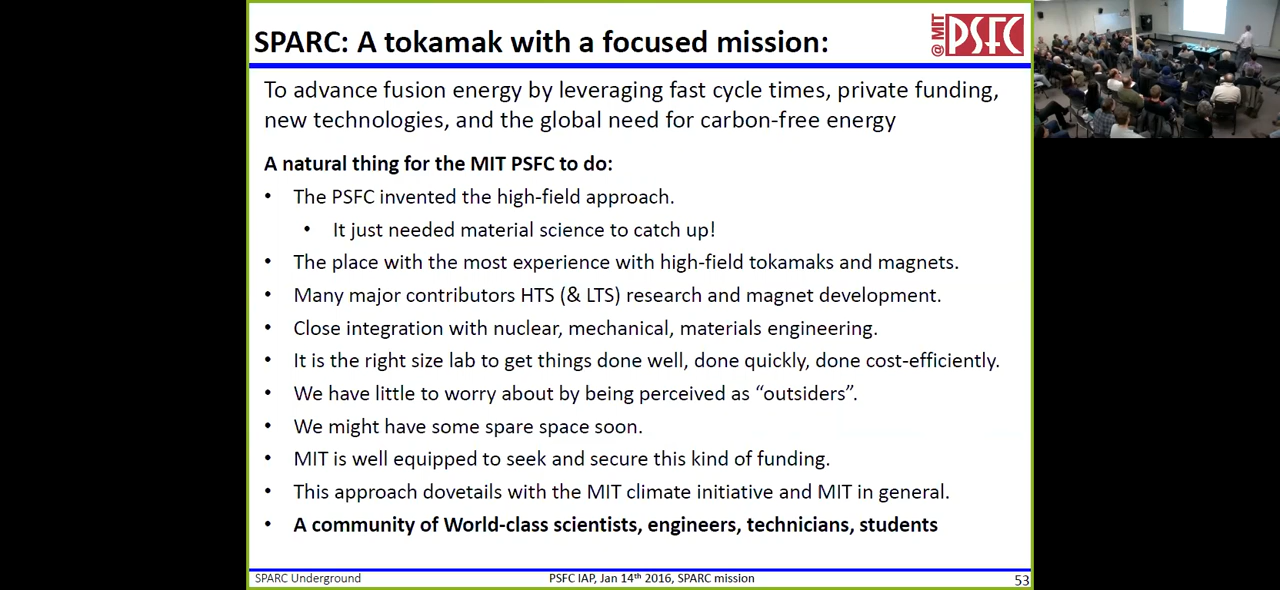 SPARC: A tokamak with a focused mission:
@MIT PSFC
To advance fusion energy by leveraging fast cycle times, private funding,
new technologies, and the global need for carbon-free energy
A natural thing for the MIT PSFC to do:
• The PSFC invented the high-field approach.
• It just needed material science to catch up!
• The place with the most experience with high-field tokamaks and magnets.
• Many major contributors HTS (& LTS) research and magnet development.
• Close integration with nuclear, mechanical, materials engineering.
• It is the right size lab to get things done well, done quickly, done cost-efficiently.
• We have little to worry about by being perceived as “outsiders”.
• We might have some spare space soon.
• MIT is well equipped to seek and secure this kind of funding.
• This approach dovetails with the MIT climate initiative and MIT in general.
• A community of World-class scientists, engineers, technicians, students
SPARC Underground
PSFC IAP, Jan 14th 2016, SPARC mission
53